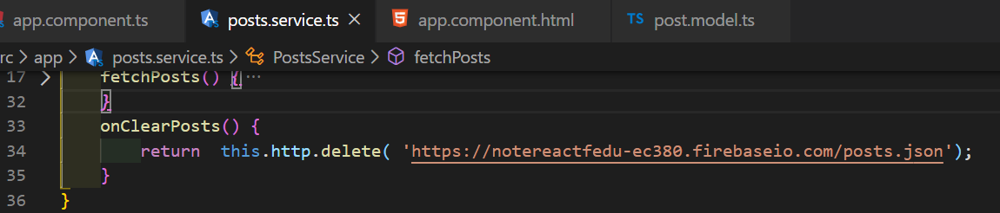 app.component.ts posts.service.ts × app.component.html TS post.model.ts
rc > app > posts.service.ts > PostsService > fetchPosts
17 > fetchPosts() { ···
32 }
33 onClearPosts() {
34 return  this.http.delete( 'https://notereactfedu-ec380.firebaseio.com/posts.json');
35 }
36 }